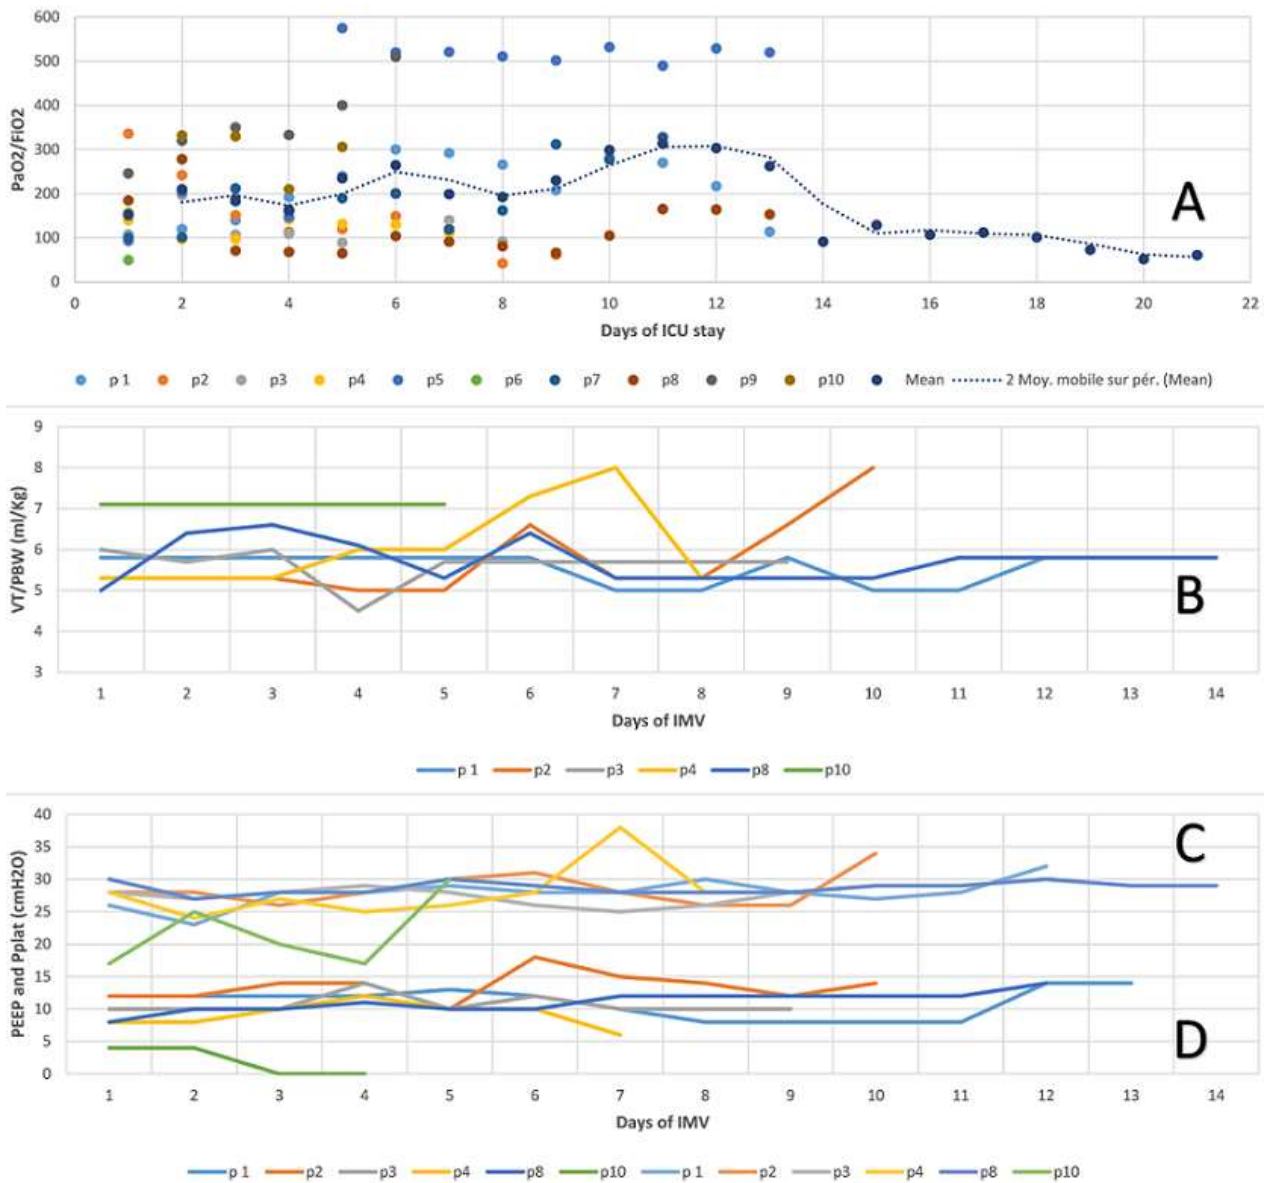 600
500
400
300
200
100
0
PaO2/FiO2
A
0 2 4 6 8 10 12 14 16 18 20 22
Days of ICU stay
p 1 p2 p3 p4 p5 p6 p7 p8 p9 p10 Mean 2 Moy. mobile sur pér. (Mean)
9
8
7
6
5
4
3
VT/PBW (ml/Kg)
B
1 2 3 4 5 6 7 8 9 10 11 12 13 14
Days of IMV
p 1 p2 p3 p4 p8 p10
40
35
30
25
20
15
10
5
0
PEEP and Pplat (cmH2O)
C
D
1 2 3 4 5 6 7 8 9 10 11 12 13 14
Days of IMV
p 1 p2 p3 p4 p8 p10 p 1 p2 p3 p4 p8 p10